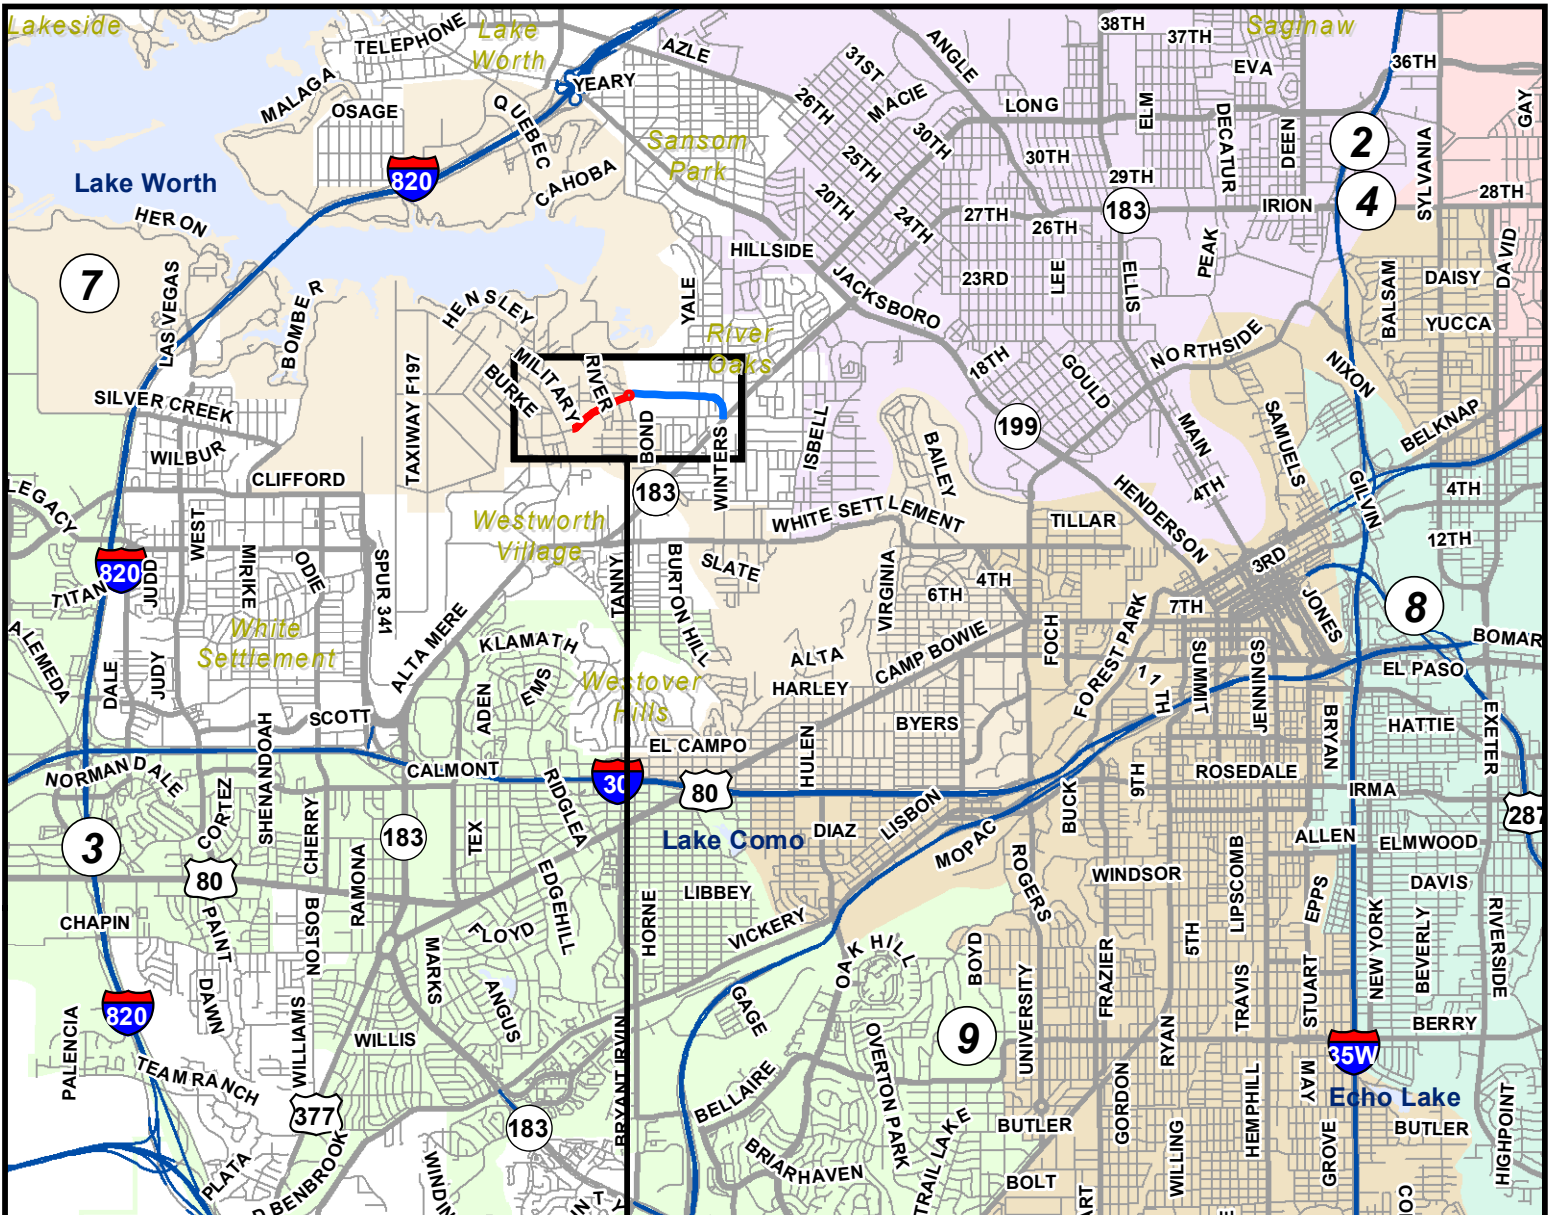 Lakeside
TELEPHONE
Lake
Worth
AZLE
ANGLE
38TH
37TH
Saginaw
36TH
31ST
EVA
YEARY
MALAGA
OSAGE
QUEBEC
26TH
MACIE
LONG
ELM
DECATUR
DEEN
GAY
2
Sansom
Park
30TH
25TH
30TH
29TH
SYLVANIA
820
Lake Worth
CAHOBA
20TH
24TH
27TH
26TH
183
IRION
4
28TH
HERON
HILLSIDE
JACKSBORO
23RD
LEE
ELLIS
PEAK
DAVID
DAISY
BALSAM
YUCCA
7
LAS VEGAS
BOMBER
HENSLEY
YALE
River
Oaks
MILITARY
RIVER
BURKE
TAXIWAY F197
18TH
GOULD
NORTHSIDE
NIXON
SILVER CREEK
BOND
WINTERS
ISBELL
BAILEY
199
MAIN
SAMUELS
BELKNAP
WILBUR
CLIFFORD
183
4TH
GILVIN
4TH
LEGACY
HENDERSON
Westworth
Village
WHITE SETTLEMENT
TILLAR
12TH
WEST
MIRIKE
ODIE
SPUR 341
TANNY
BURTON HILL
SLATE
VIRGINIA
4TH
6TH
3RD
820
JUDD
TITAN
7TH
JONES
8
ALEMEDA
White
Settlement
ALTA MERE
KLAMATH
ALTA
CAMP BOWIE
FOCH
FOREST PARK
11TH
SUMMIT
JENNINGS
BOMAR
EL PASO
DALE
JUDY
EMS
ADEN
Westover
Hills
HARLEY
SCOTT
SHENANDOAH
EL CAMPO
HULEN
BYERS
BRYAN
HATTIE
EXETER
NORMANDALE
CALMONT
RIDGLEA
30
80
9TH
ROSEDALE
IRMA
287
CORTEZ
CHERRY
183
TEX
Lake Como
DIAZ
LISBON
MOPAC
BUCK
ALLEN
ELMWOOD
3
80
RAMONA
EDGEHILL
LIBBEY
ROGERS
WINDSOR
LIPSCOMB
EPPS
DAVIS
CHAPIN
PAINT
BOSTON
FLOYD
HORNE
VICKERY
OAK HILL
BOYD
5TH
NEW YORK
BEVERLY
RIVERSIDE
MARKS
DAWN
ANGUS
GAGE
UNIVERSITY
FRAZIER
TRAVIS
STUART
820
PALENCIA
WILLIAMS
WILLIS
BRYANT IRVIN
OVERTON PARK
9
RYAN
BERRY
35W
TEAM RANCH
377
183
BELLAIRE
GORDON
HEMPHILL
MAY
Echo Lake
BUTLER
BUTLER
HIGHPOINT
PLATA
BRIARHAVEN
TRAIL LAKE
BOLT
WILLING
GROVE